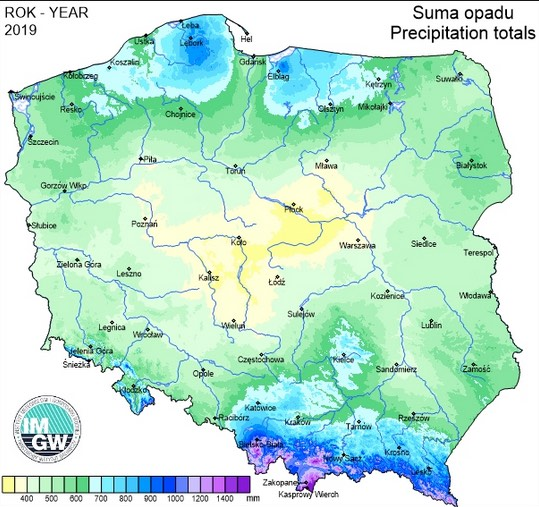 ROK - YEAR
2019
Suma opadu
Precipitation totals
Łeba
Ustka
Lębork
Hel
Koszalin
Gdańsk
Kołobrzeg
Elbląg
Kętrzyn
Suwałki
Świnoujście
Resko
Chojnice
Olsztyn
Mikołajki
Szczecin
Piła
Toruń
Mława
Białystok
Gorzów Wlkp.
Płock
Słubice
Poznań
Koło
Warszawa
Siedlce
Terespol
Zielona Góra
Leszno
Kalisz
Łódź
Kozienice
Włodawa
Legnica
Wrocław
Wieluń
Sulejów
Lublin
Jelenia Góra
Śnieżka
Opole
Częstochowa
Kielce
Sandomierz
Zamość
Kłodzko
Katowice
Racibórz
Kraków
Tarnów
Rzeszów
Bielsko-Biała
Nowy Sącz
Krosno
Lesko
Zakopane
Kasprowy Wierch
IM
GW
400 500 600 700 800 900 1000 1200 1400 mm